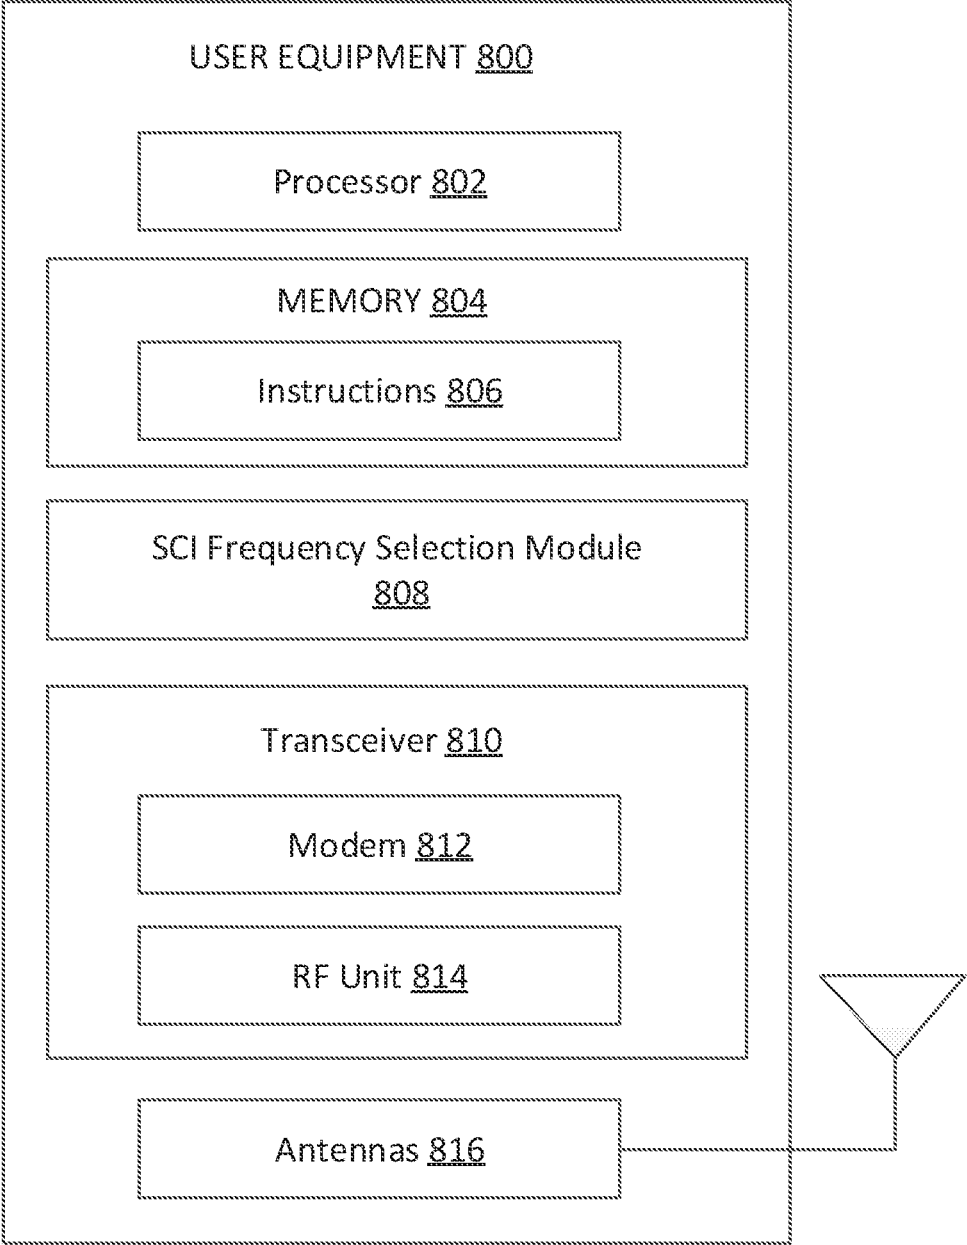 USER EQUIPMENT 800
Processor 802
MEMORY 804
Instructions 806
SCI Frequency Selection Module
808
Transceiver 810
Modem 812
RF Unit 814
Antennas 816